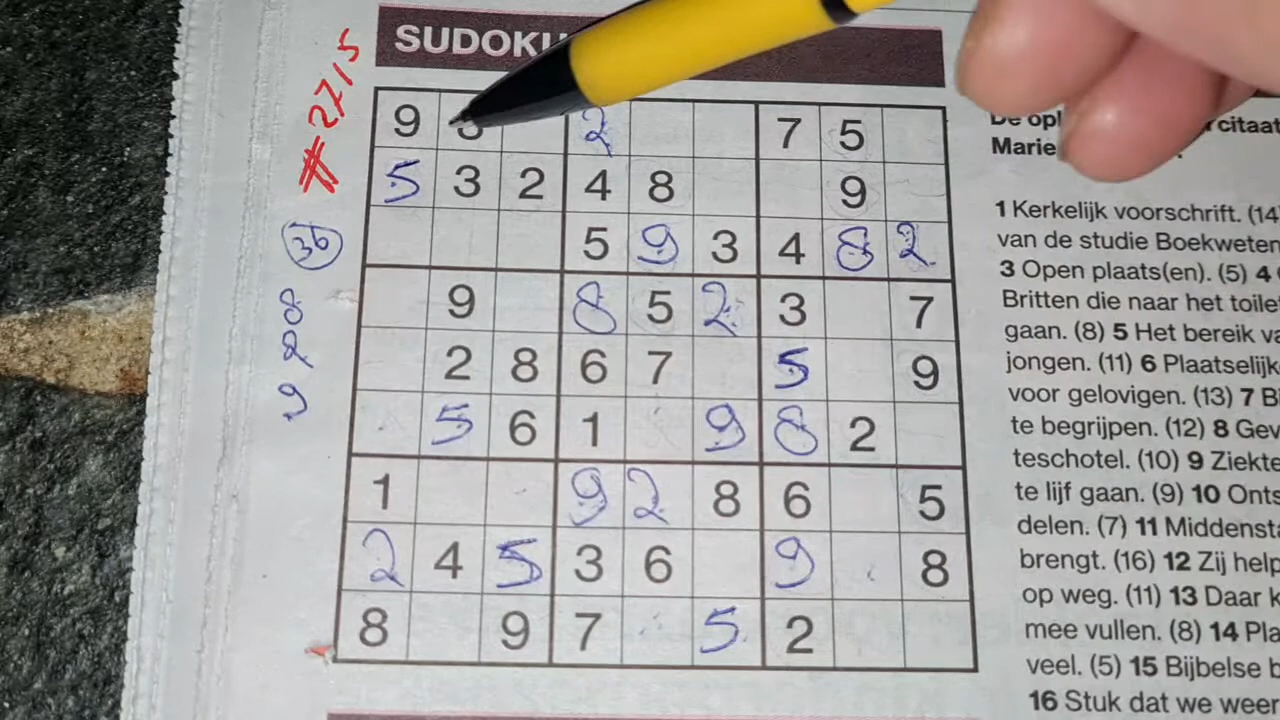 SUDOKU
#2715
36
9 208
9 2 7 5
5 3 2 4 8 9
5 9 3 4 8 2
9 8 5 2 3 7
2 8 6 7 5 9
5 6 1 9 8 2
1 9 2 8 6 5
2 4 5 3 6 9 8
8 9 7 5 2
De opl
rcitaat
Marie
1 Kerkelijk voorschrift. (14
van de studie Boekweten
3 Open plaats(en). (5) 4
Britten die naar het toile
gaan. (8) 5 Het bereik va
jongen. (11) 6 Plaatselijk
voor gelovigen. (13) 7 B
te begrijpen. (12) 8 Gev
teschotel. (10) 9 Ziekte
te lijf gaan. (9) 10 Onts
delen. (7) 11 Middensta
brengt. (16) 12 Zij help
op weg. (11) 13 Daar k
mee vullen. (8) 14 Pla
veel. (5) 15 Bijbelse b
16 Stuk dat we weer